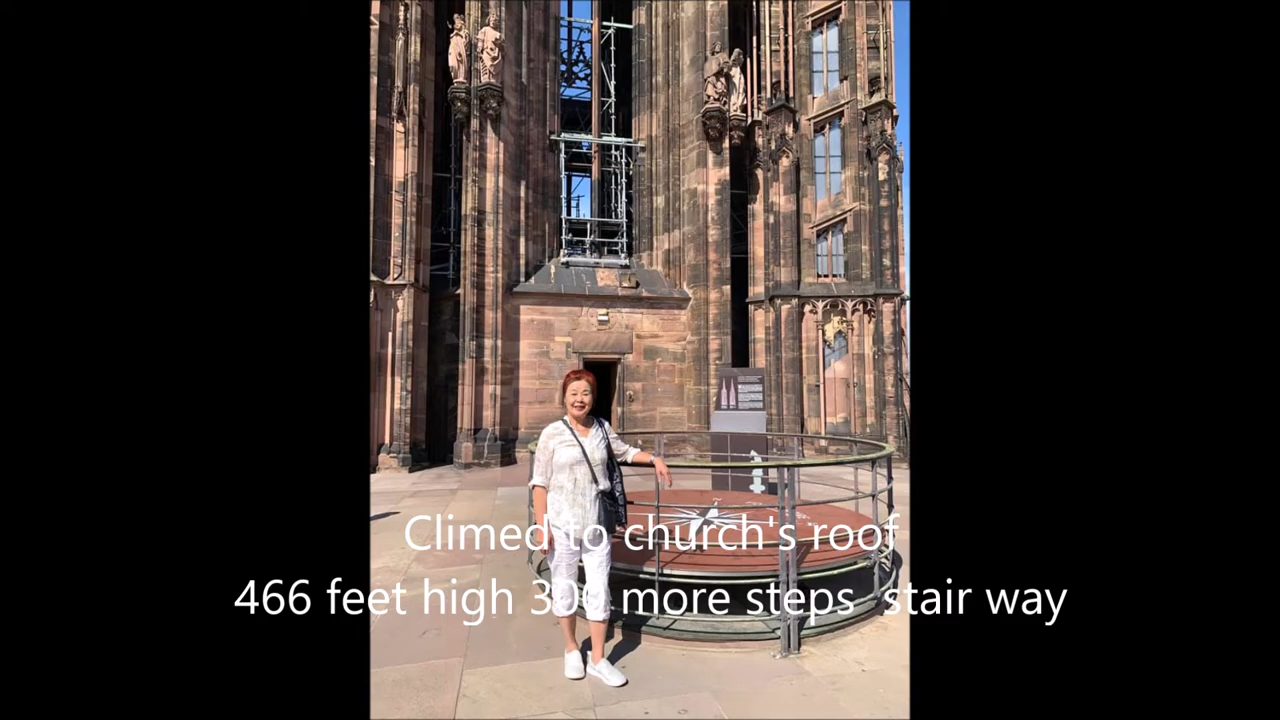 Climed to church's roof
466 feet high 300 more steps  stair way